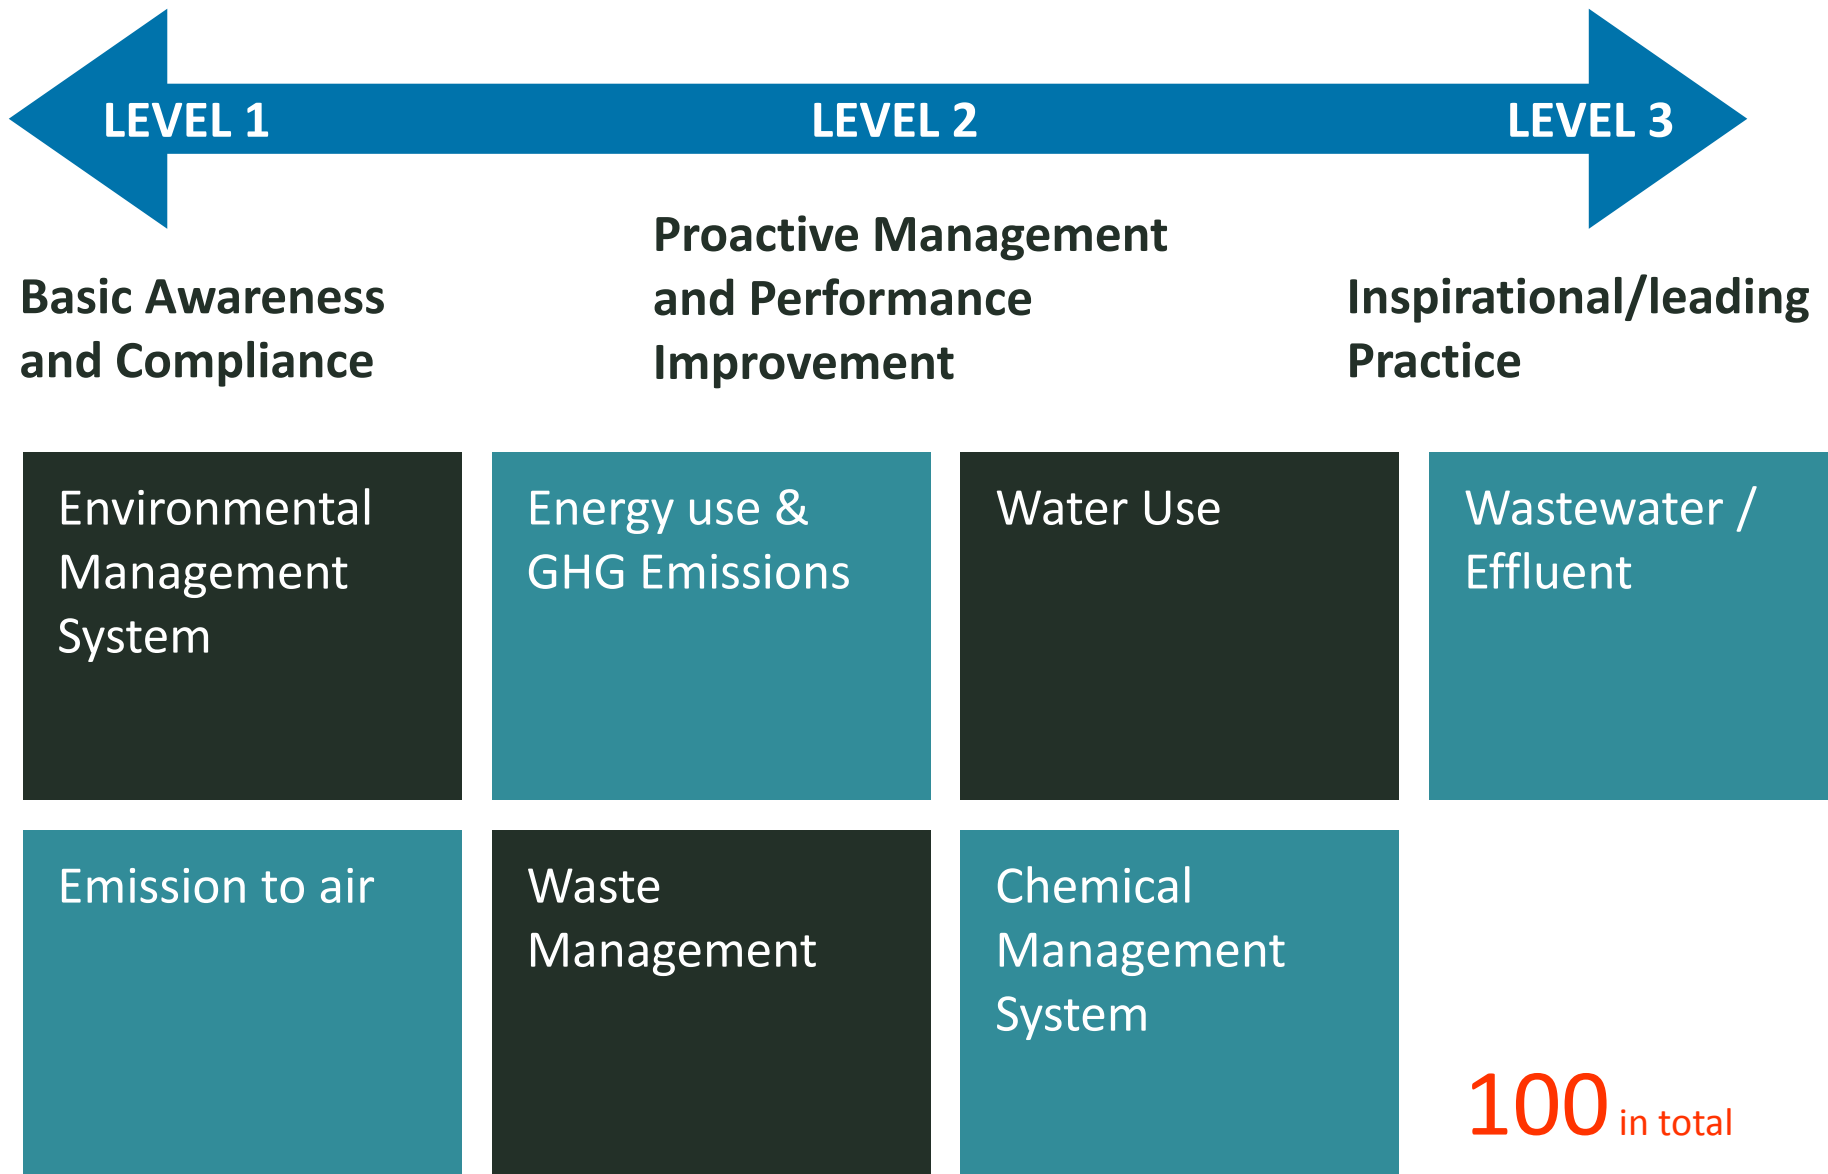 LEVEL 1
LEVEL 2
LEVEL 3
Basic Awareness
and Compliance
Proactive Management
and Performance
Improvement
Inspirational/leading
Practice
Environmental
Management
System
Energy use &
GHG Emissions
Water Use
Wastewater /
Effluent
Emission to air
Waste
Management
Chemical
Management
System
100 in total